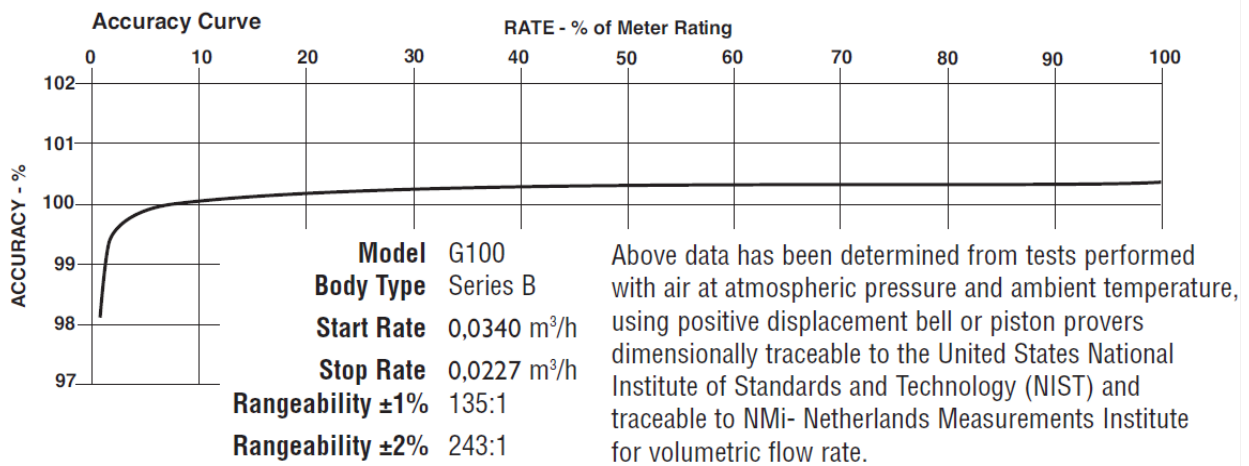 Accuracy Curve
RATE - % of Meter Rating
0 10 20 30 40 50 60 70 80 90 100
102
101
100
99
98
97
ACCURACY - %
Model G100
Body Type Series B
Start Rate 0,0340 m³/h
Stop Rate 0,0227 m³/h
Rangeability ±1% 135:1
Rangeability ±2% 243:1
Above data has been determined from tests performed
with air at atmospheric pressure and ambient temperature,
using positive displacement bell or piston provers
dimensionally traceable to the United States National
Institute of Standards and Technology (NIST) and
traceable to NMi- Netherlands Measurements Institute
for volumetric flow rate.